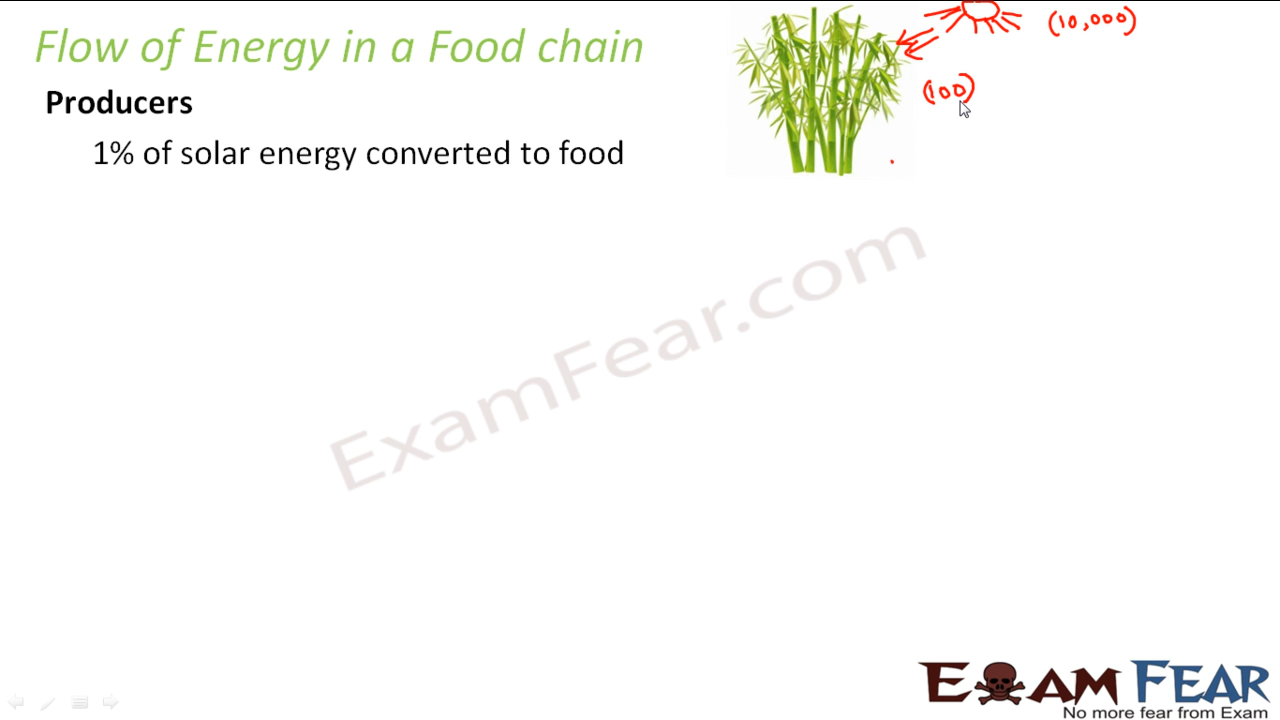 Flow of Energy in a Food chain
(10,000)
Producers
(100)
1% of solar energy converted to food
ExamFear.com
EXAM FEAR
No more fear from Exam